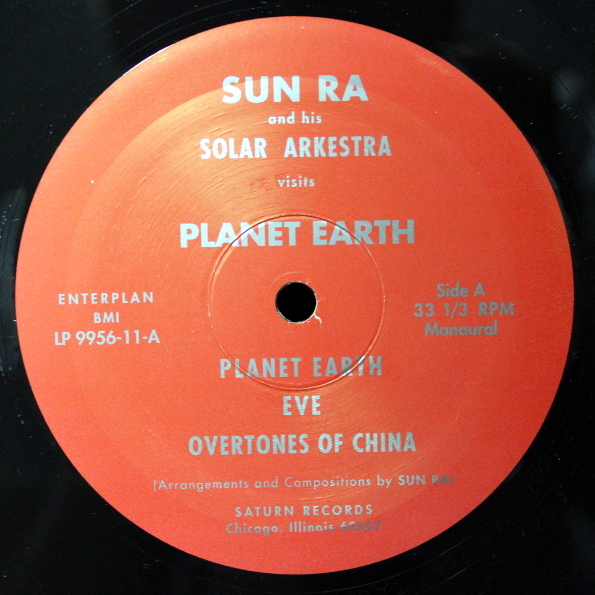 SUN RA
and his
SOLAR ARKESTRA
visits
PLANET EARTH
ENTERPLAN
BMI
LP 9956-11-A
Side A
33 1/3 RPM
Monaural
PLANET EARTH
EVE
OVERTONES OF CHINA
(Arrangements and Compositions by SUN RA)
SATURN RECORDS
Chicago, Illinois